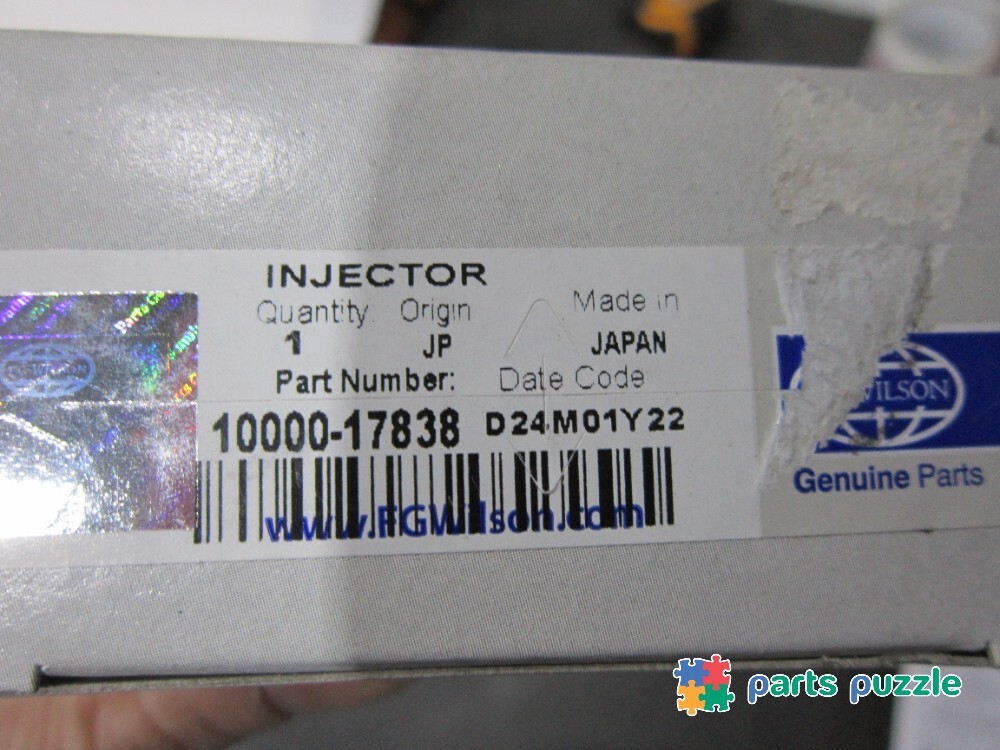 INJECTOR
Quantity: Origin Made in
1 JP JAPAN
Part Number: Date Code
10000-17838 D24M01Y22
www.FGWilson.com
WILSON
Genuine Parts
parts puzzle